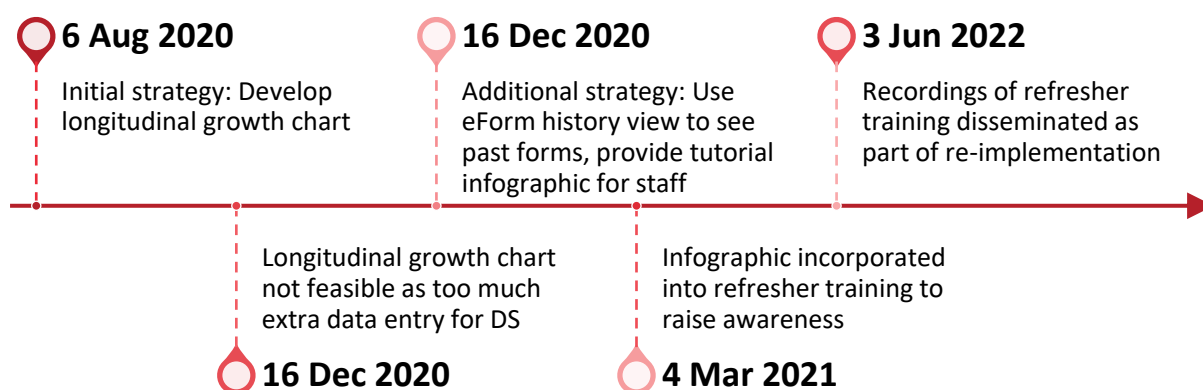 6 Aug 2020
Initial strategy: Develop
longitudinal growth chart
16 Dec 2020
Additional strategy: Use
eForm history view to see
past forms, provide tutorial
infographic for staff
3 Jun 2022
Recordings of refresher
training disseminated as
part of re-implementation
Longitudinal growth chart
not feasible as too much
extra data entry for DS
16 Dec 2020
Infographic incorporated
into refresher training to
raise awareness
4 Mar 2021